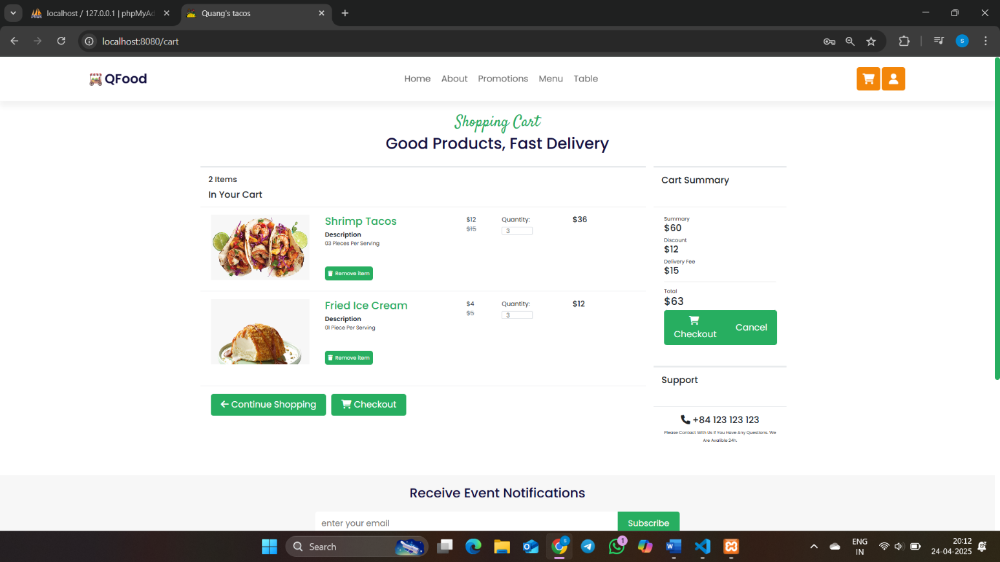 localhost / 127.0.0.1 | phpMyAd
Quang's tacos
localhost:8080/cart
S
QFood
Home About Promotions Menu Table
Shopping Cart
Good Products, Fast Delivery
2 Items
In Your Cart
Shrimp Tacos
Description
03 Pieces Per Serving
$12
$15
Quantity:
3
$36
Remove Item
Fried Ice Cream
Description
01 Piece Per Serving
$4
$5
Quantity:
3
$12
Remove Item
Continue Shopping
Checkout
Cart Summary
Summary
$60
Discount
$12
Delivery Fee
$15
Total
$63
Checkout
Cancel
Support
+84 123 123 123
Please Contact With Us If You Have Any Questions. We
Are Availble 24h.
Receive Event Notifications
enter your email
Subscribe
Search
1
ENG
IN
20:12
24-04-2025